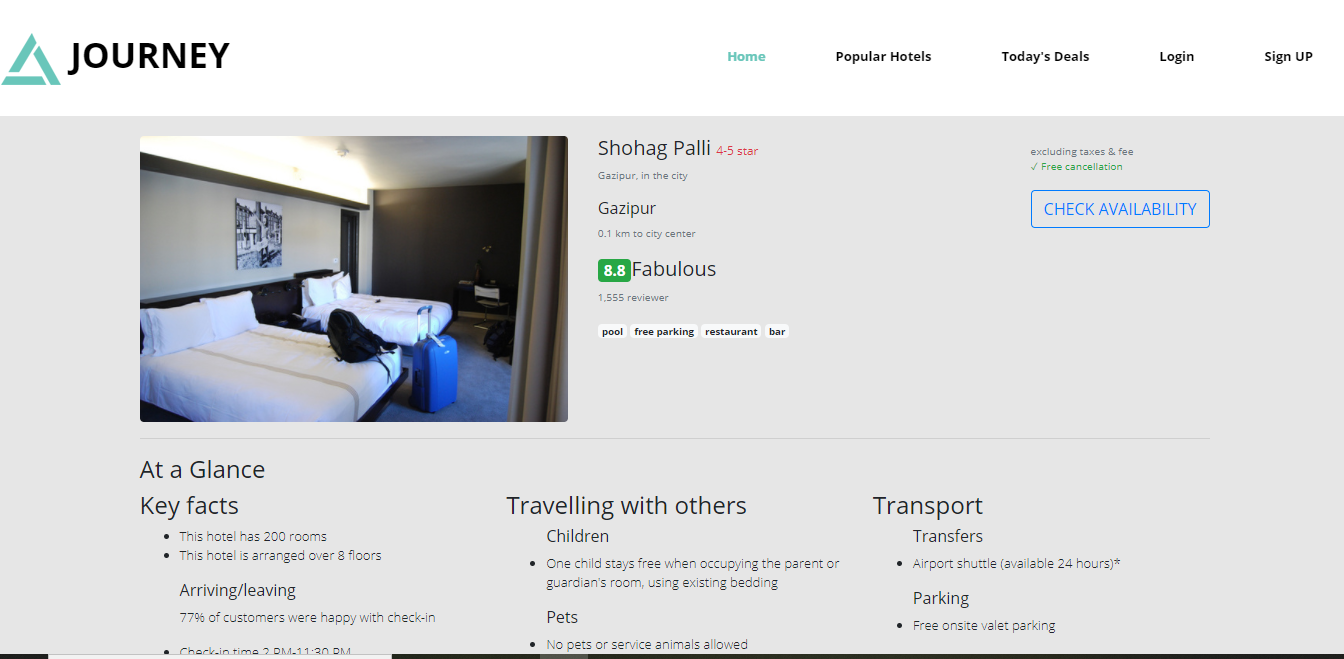 JOURNEY
Home
Popular Hotels
Today's Deals
Login
Sign UP
Shohag Palli 4-5 star
Gazipur, in the city
Gazipur
0.1 km to city center
8.8 Fabulous
1,555 reviewer
pool free parking restaurant bar
excluding taxes & fee
✓ Free cancellation
CHECK AVAILABILITY
At a Glance
Key facts
This hotel has 200 rooms
This hotel is arranged over 8 floors
Arriving/leaving
77% of customers were happy with check-in
Check-in time 2 PM-11:30 PM
Travelling with others
Children
One child stays free when occupying the parent or
guardian's room, using existing bedding
Pets
No pets or service animals allowed
Transport
Transfers
Airport shuttle (available 24 hours)*
Parking
Free onsite valet parking